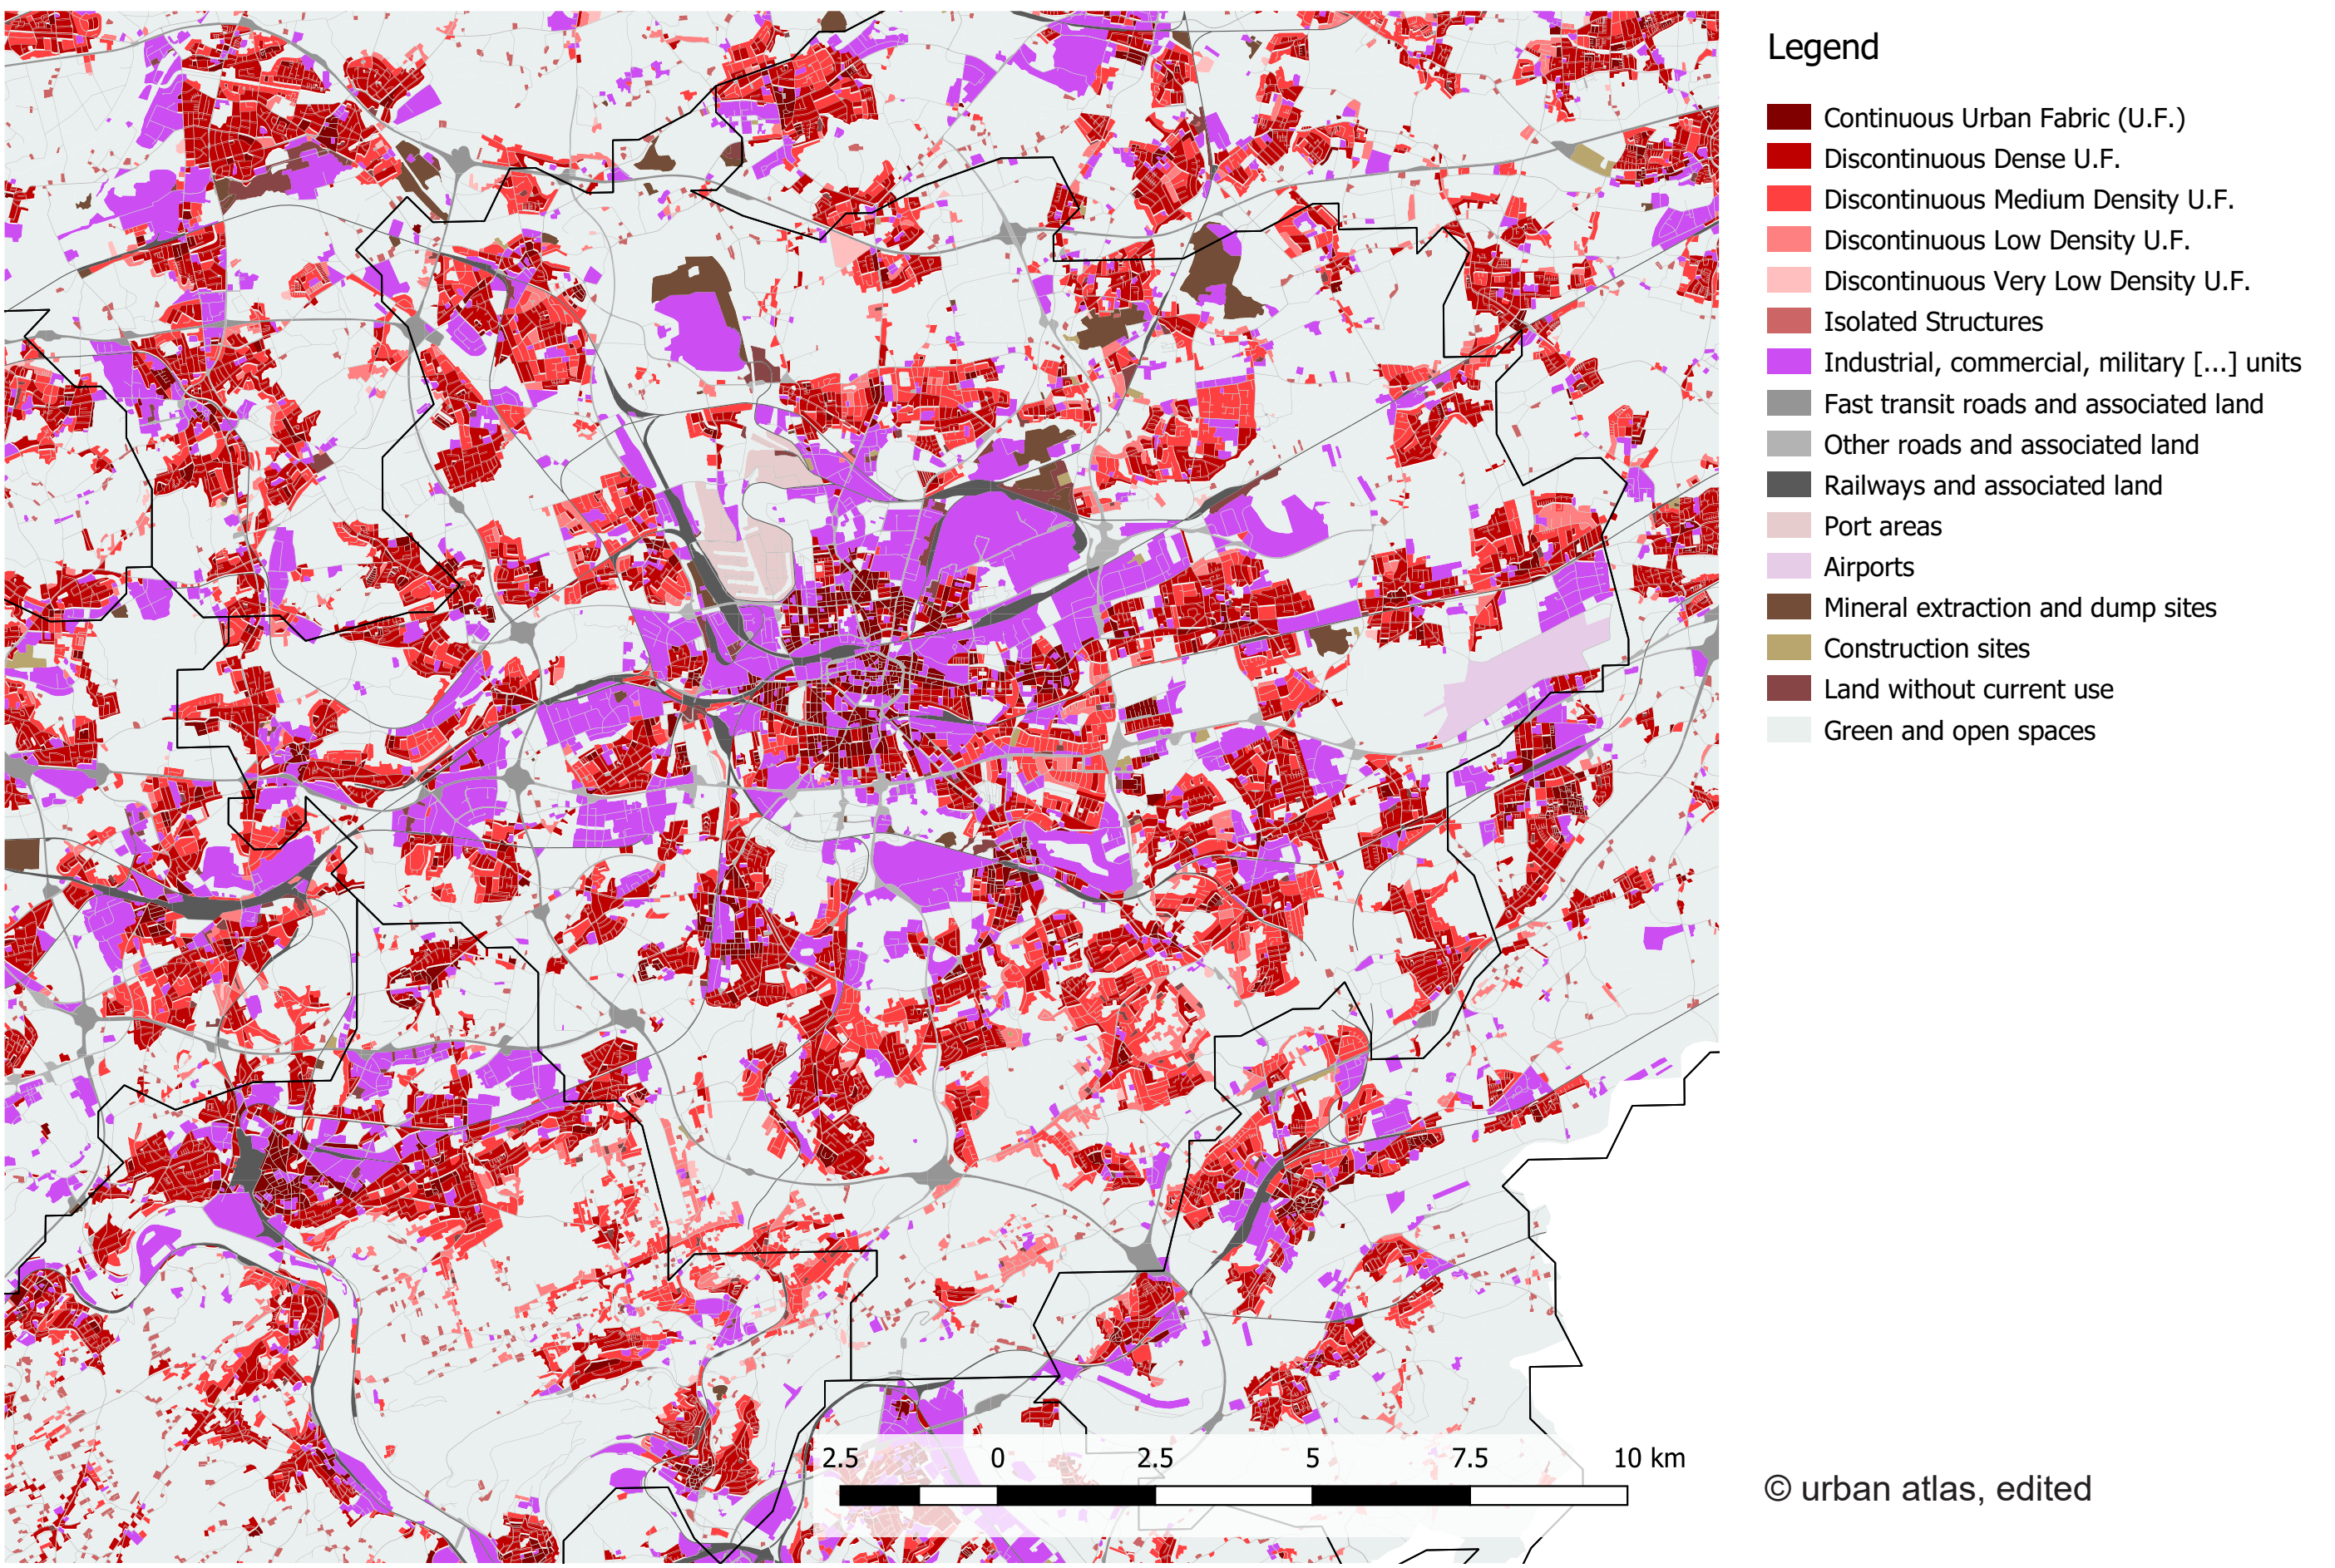 Legend
Continuous Urban Fabric (U.F.)
Discontinuous Dense U.F.
Discontinuous Medium Density U.F.
Discontinuous Low Density U.F.
Discontinuous Very Low Density U.F.
Isolated Structures
Industrial, commercial, military [...] units
Fast transit roads and associated land
Other roads and associated land
Railways and associated land
Port areas
Airports
Mineral extraction and dump sites
Construction sites
Land without current use
Green and open spaces
2.5 0 2.5 5 7.5 10 km
© urban atlas, edited